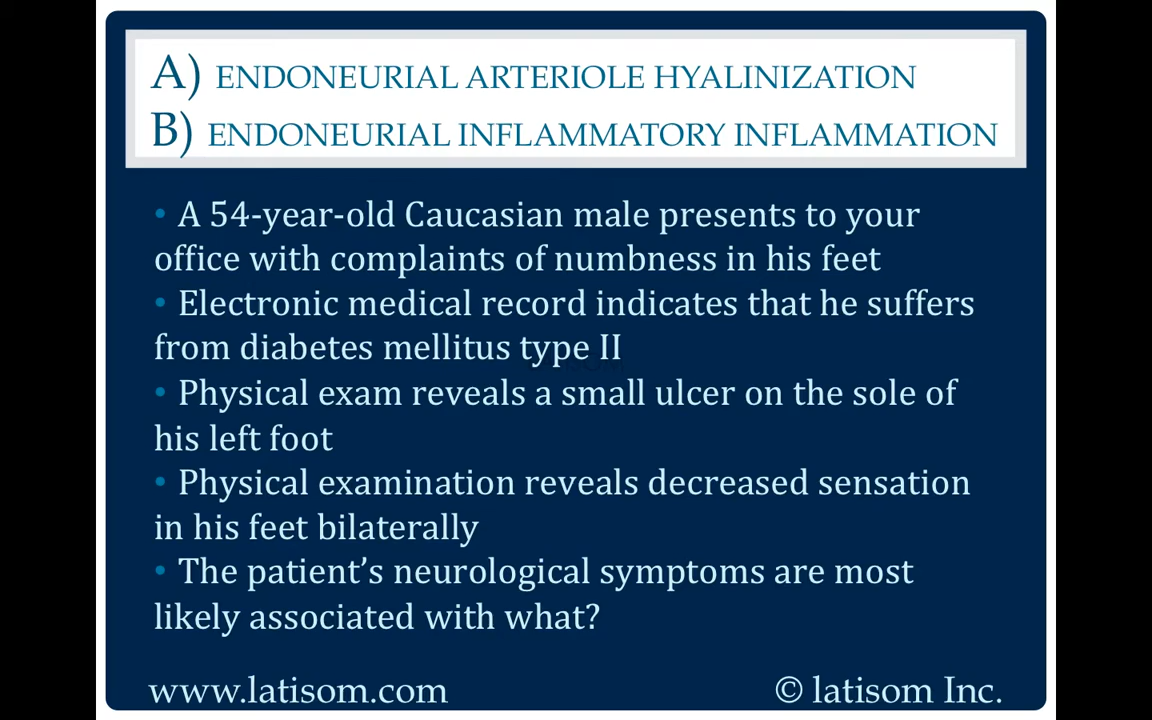 A) ENDONEURIAL ARTERIOLE HYALINIZATION
B) ENDONEURIAL INFLAMMATORY INFLAMMATION
• A 54-year-old Caucasian male presents to your
office with complaints of numbness in his feet
• Electronic medical record indicates that he suffers
from diabetes mellitus type II
• Physical exam reveals a small ulcer on the sole of
his left foot
• Physical examination reveals decreased sensation
in his feet bilaterally
• The patient’s neurological symptoms are most
likely associated with what?
www.latisom.com © latisom Inc.